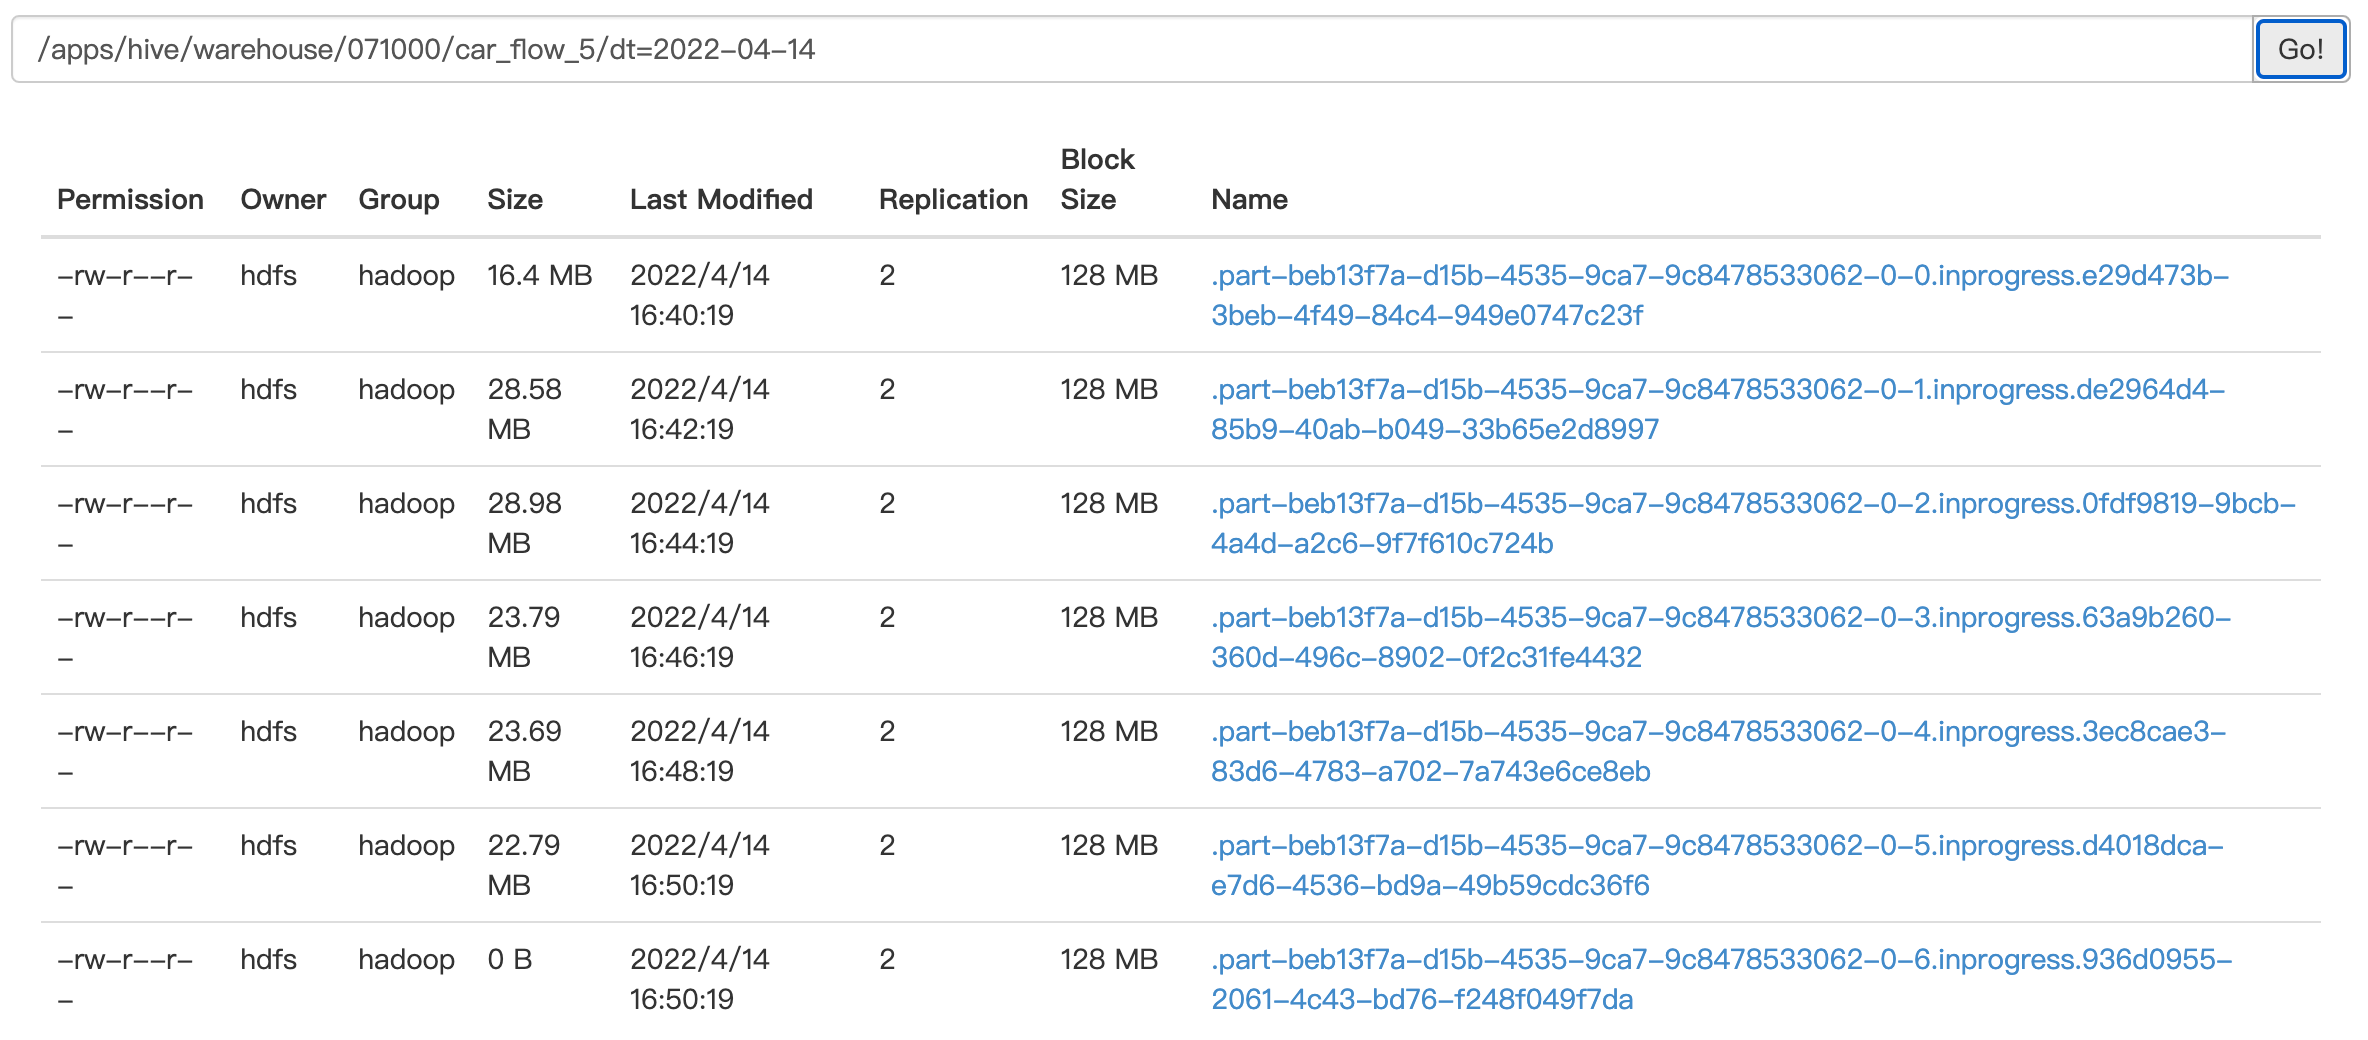 /apps/hive/warehouse/071000/car_flow_5/dt=2022-04-14 Go!
Block
Permission Owner Group Size Last Modified Replication Size Name
-rw-r--r- hdfs hadoop 16.4 MB 2022/4/14 2 128 MB .part-beb13f7a-d15b-4535-9ca7-9c8478533062-0-0.inprogress.e29d473b-
- 16:40:19 3beb-4f49-84c4-949e0747c23f
-rw-r--r- hdfs hadoop 28.58 2022/4/14 2 128 MB .part-beb13f7a-d15b-4535-9ca7-9c8478533062-0-1.inprogress.de2964d4-
- MB 16:42:19 85b9-40ab-b049-33b65e2d8997
-rw-r--r- hdfs hadoop 28.98 2022/4/14 2 128 MB .part-beb13f7a-d15b-4535-9ca7-9c8478533062-0-2.inprogress.0fdf9819-9bcb-
- MB 16:44:19 4a4d-a2c6-9f7f610c724b
-rw-r--r- hdfs hadoop 23.79 2022/4/14 2 128 MB .part-beb13f7a-d15b-4535-9ca7-9c8478533062-0-3.inprogress.63a9b260-
- MB 16:46:19 360d-496c-8902-0f2c31fe4432
-rw-r--r- hdfs hadoop 23.69 2022/4/14 2 128 MB .part-beb13f7a-d15b-4535-9ca7-9c8478533062-0-4.inprogress.3ec8cae3-
- MB 16:48:19 83d6-4783-a702-7a743e6ce8eb
-rw-r--r- hdfs hadoop 22.79 2022/4/14 2 128 MB .part-beb13f7a-d15b-4535-9ca7-9c8478533062-0-5.inprogress.d4018dca-
- MB 16:50:19 e7d6-4536-bd9a-49b59cdc36f6
-rw-r--r- hdfs hadoop 0 B 2022/4/14 2 128 MB .part-beb13f7a-d15b-4535-9ca7-9c8478533062-0-6.inprogress.936d0955-
- 16:50:19 2061-4c43-bd76-f248f049f7da